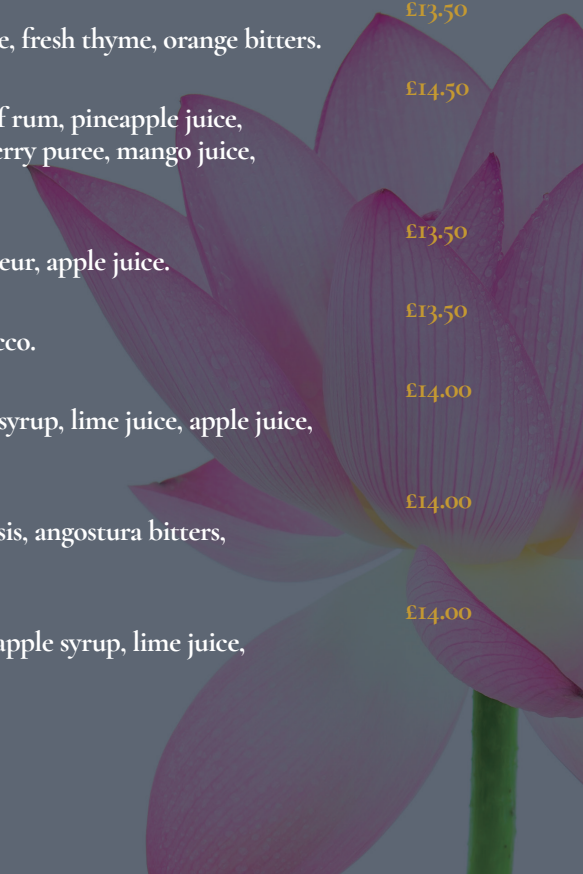 £13.50
e, fresh thyme, orange bitters.
£14.50
f rum, pineapple juice,
erry puree, mango juice,
£13.50
eur, apple juice.
£13.50
cco.
£14.00
syrup, lime juice, apple juice,
£14.00
sis, angostura bitters,
£14.00
apple syrup, lime juice,